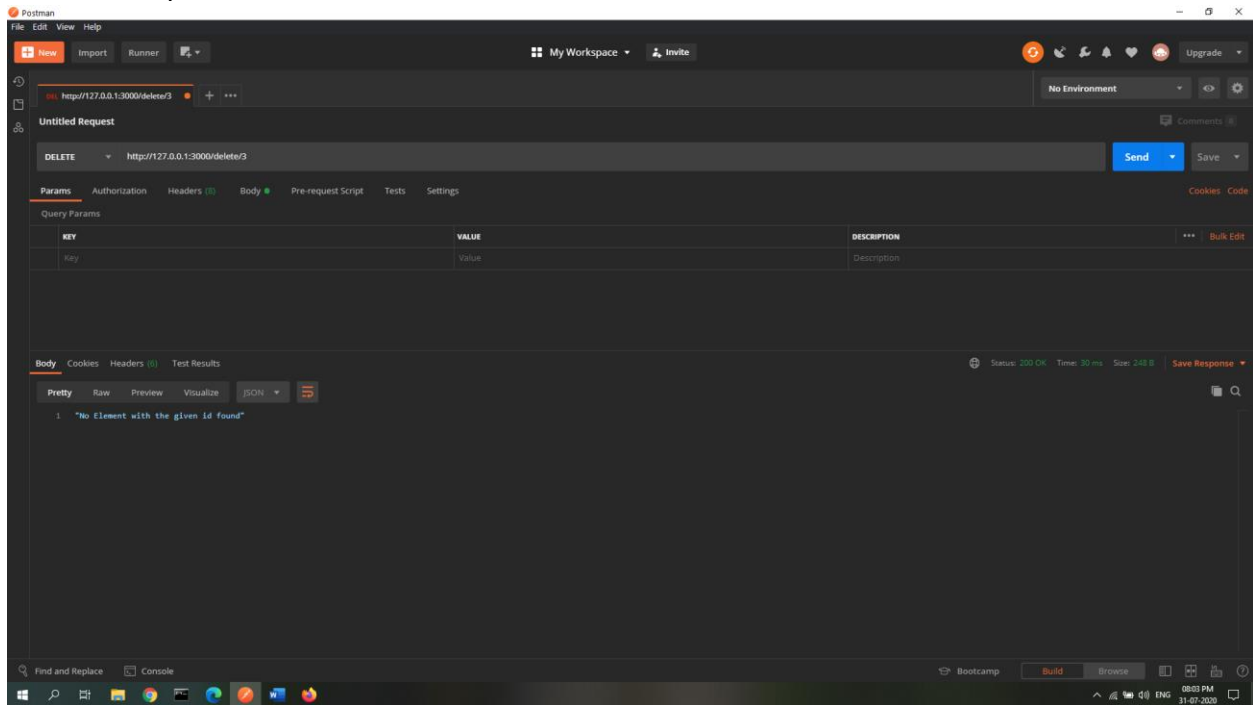 Postman
File Edit View Help
New Import Runner My Workspace Invite Upgrade
DEL http://127.0.0.1:3000/delete/3 No Environment
Untitled Request Comments 0
DELETE http://127.0.0.1:3000/delete/3 Send Save
Params Authorization Headers (8) Body Pre-request Script Tests Settings Cookies Code
Query Params
KEY VALUE DESCRIPTION Bulk Edit
Key Value Description
Body Cookies Headers (6) Test Results Status: 200 OK Time: 30 ms Size: 248 B Save Response
Pretty Raw Preview Visualize JSON
1 "No Element with the given id found"
Find and Replace Console Bootcamp Build Browse
ENG 08:03 PM
31-07-2020